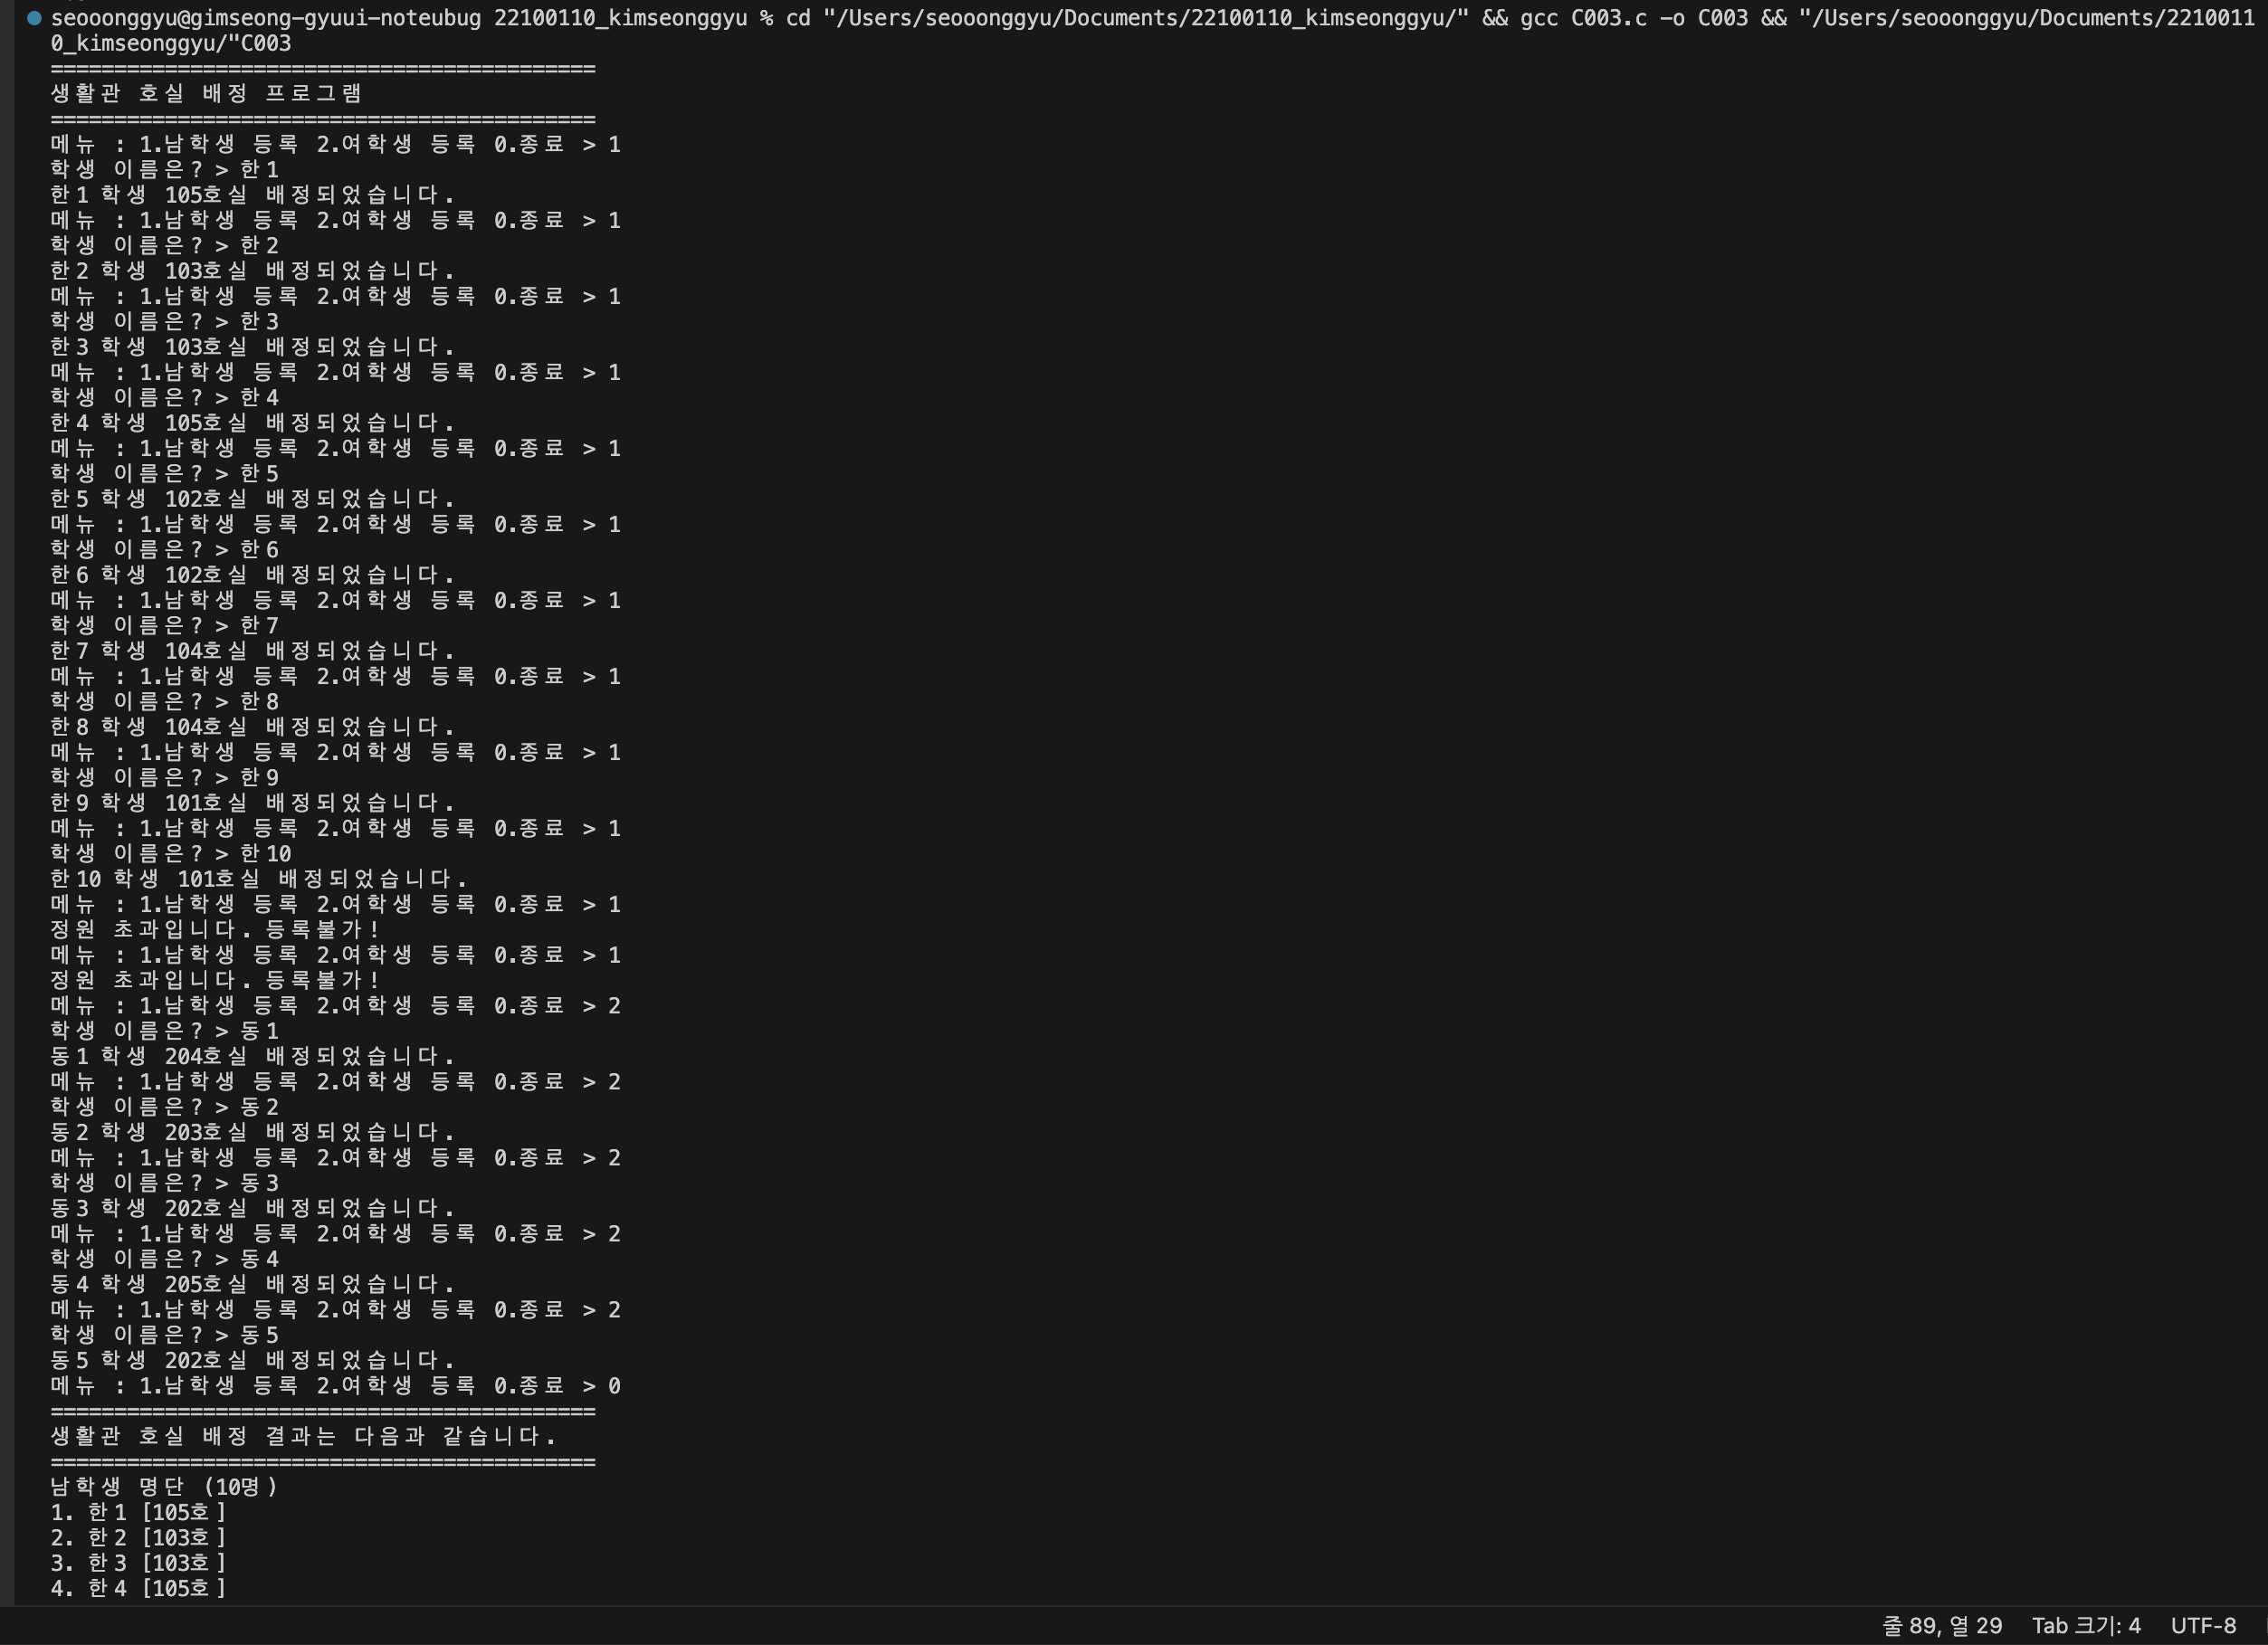 seooonggyu@gimseong-gyuui-noteubug 22100110_kimseonggyu % cd "/Users/seooonggyu/Documents/22100110_kimseonggyu/" && gcc C003.c -o C003 && "/Users/seooonggyu/Documents/2210011
0_kimseonggyu/"C003
===========================================
생활관 호실 배정 프로그램
===========================================
메뉴 : 1.남학생 등록 2.여학생 등록 0.종료 > 1
학생 이름은? > 한1
한1 학생 105호실 배정되었습니다.
메뉴 : 1.남학생 등록 2.여학생 등록 0.종료 > 1
학생 이름은? > 한2
한2 학생 103호실 배정되었습니다.
메뉴 : 1.남학생 등록 2.여학생 등록 0.종료 > 1
학생 이름은? > 한3
한3 학생 103호실 배정되었습니다.
메뉴 : 1.남학생 등록 2.여학생 등록 0.종료 > 1
학생 이름은? > 한4
한4 학생 105호실 배정되었습니다.
메뉴 : 1.남학생 등록 2.여학생 등록 0.종료 > 1
학생 이름은? > 한5
한5 학생 102호실 배정되었습니다.
메뉴 : 1.남학생 등록 2.여학생 등록 0.종료 > 1
학생 이름은? > 한6
한6 학생 102호실 배정되었습니다.
메뉴 : 1.남학생 등록 2.여학생 등록 0.종료 > 1
학생 이름은? > 한7
한7 학생 104호실 배정되었습니다.
메뉴 : 1.남학생 등록 2.여학생 등록 0.종료 > 1
학생 이름은? > 한8
한8 학생 104호실 배정되었습니다.
메뉴 : 1.남학생 등록 2.여학생 등록 0.종료 > 1
학생 이름은? > 한9
한9 학생 101호실 배정되었습니다.
메뉴 : 1.남학생 등록 2.여학생 등록 0.종료 > 1
학생 이름은? > 한10
한10 학생 101호실 배정되었습니다.
메뉴 : 1.남학생 등록 2.여학생 등록 0.종료 > 1
정원 초과입니다. 등록불가!
메뉴 : 1.남학생 등록 2.여학생 등록 0.종료 > 1
정원 초과입니다. 등록불가!
메뉴 : 1.남학생 등록 2.여학생 등록 0.종료 > 2
학생 이름은? > 동1
동1 학생 204호실 배정되었습니다.
메뉴 : 1.남학생 등록 2.여학생 등록 0.종료 > 2
학생 이름은? > 동2
동2 학생 203호실 배정되었습니다.
메뉴 : 1.남학생 등록 2.여학생 등록 0.종료 > 2
학생 이름은? > 동3
동3 학생 202호실 배정되었습니다.
메뉴 : 1.남학생 등록 2.여학생 등록 0.종료 > 2
학생 이름은? > 동4
동4 학생 205호실 배정되었습니다.
메뉴 : 1.남학생 등록 2.여학생 등록 0.종료 > 2
학생 이름은? > 동5
동5 학생 202호실 배정되었습니다.
메뉴 : 1.남학생 등록 2.여학생 등록 0.종료 > 0
===========================================
생활관 호실 배정 결과는 다음과 같습니다.
===========================================
남학생 명단 (10명)
1. 한1 [105호]
2. 한2 [103호]
3. 한3 [103호]
4. 한4 [105호]
줄 89, 열 29 Tab 크기: 4 UTF-8